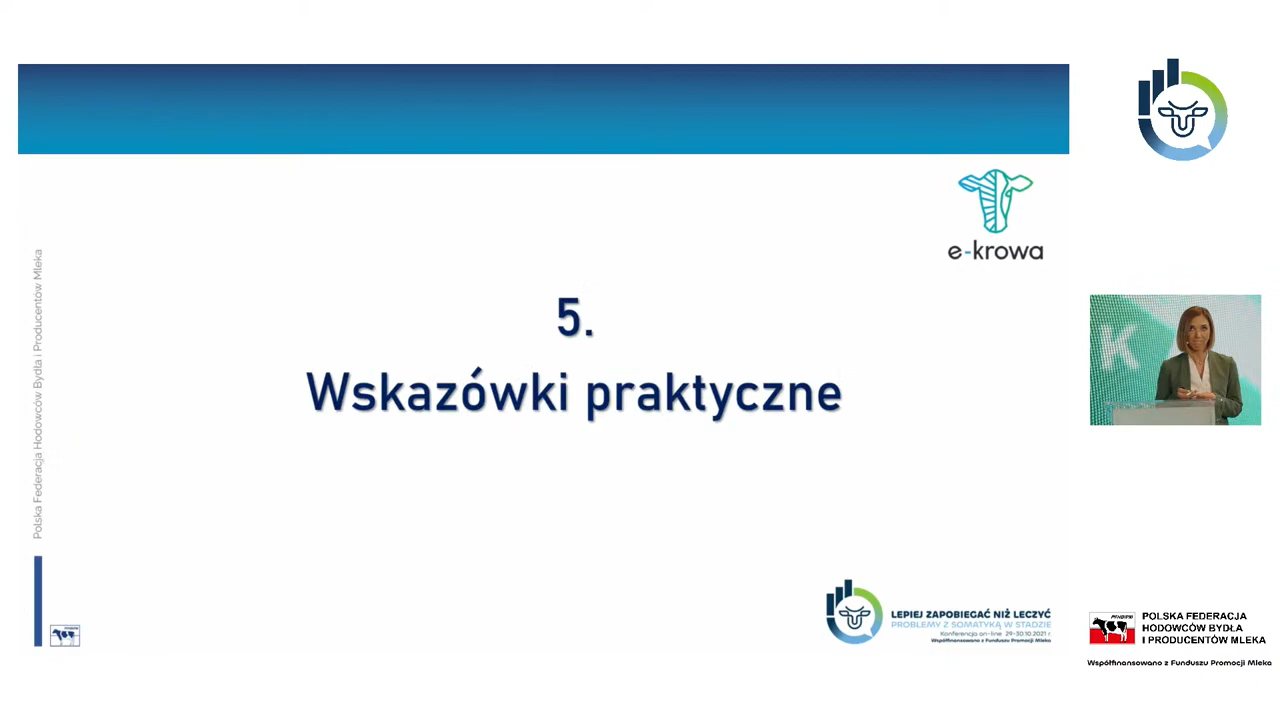 Polska Federacja Hodowców Bydła i Producentów Mleka
e-krowa
5.
Wskazówki praktyczne
K
LEPIEJ ZAPOBIEGAĆ NIŻ LECZYĆ
PROBLEMY Z SOMATYKĄ W STADZIE
Konferencja on-line 29-30.10.2021 r.
Współfinansowano z Funduszu Promocji Mleka
POLSKA FEDERACJA
HODOWCÓW BYDŁA
I PRODUCENTÓW MLEKA
Współfinansowano z Funduszu Promocji Mleka